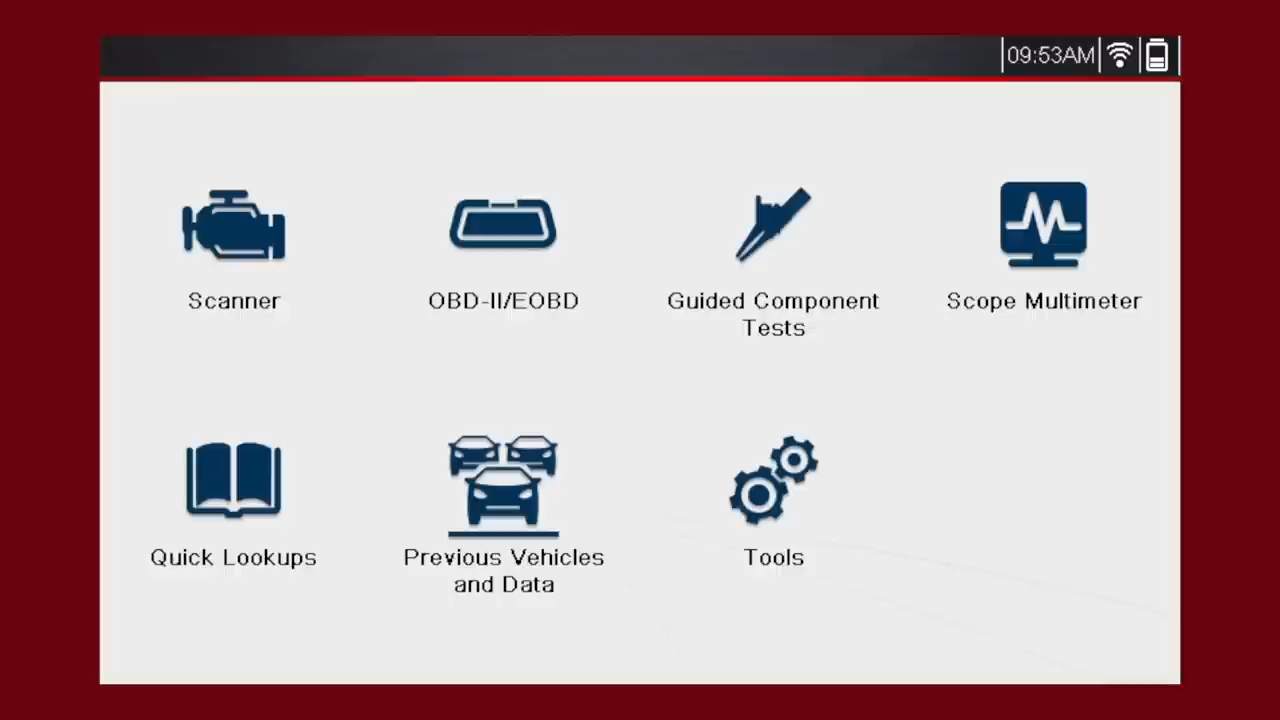 09:53AM
Scanner
OBD-II/EOBD
Guided Component
Tests
Scope Multimeter
Quick Lookups
Previous Vehicles
and Data
Tools